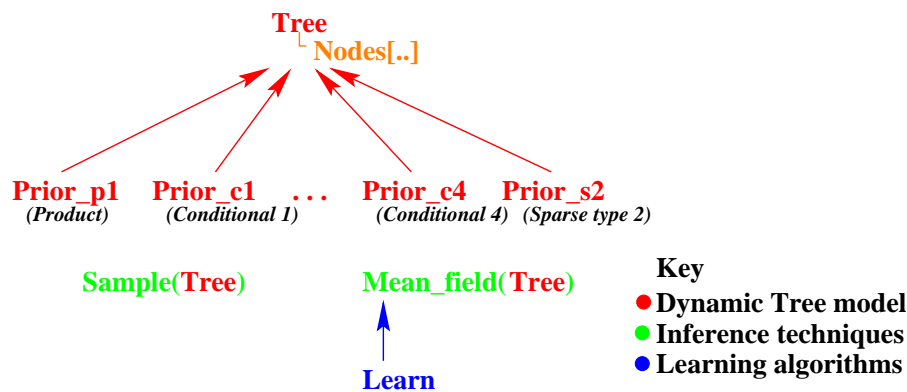 Tree
Nodes[..]
Prior_p1 Prior_c1 ... Prior_c4 Prior_s2
(Product) (Conditional 1) (Conditional 4) (Sparse type 2)
Sample(Tree) Mean_field(Tree)
Learn
Key
Dynamic Tree model
Inference techniques
Learning algorithms